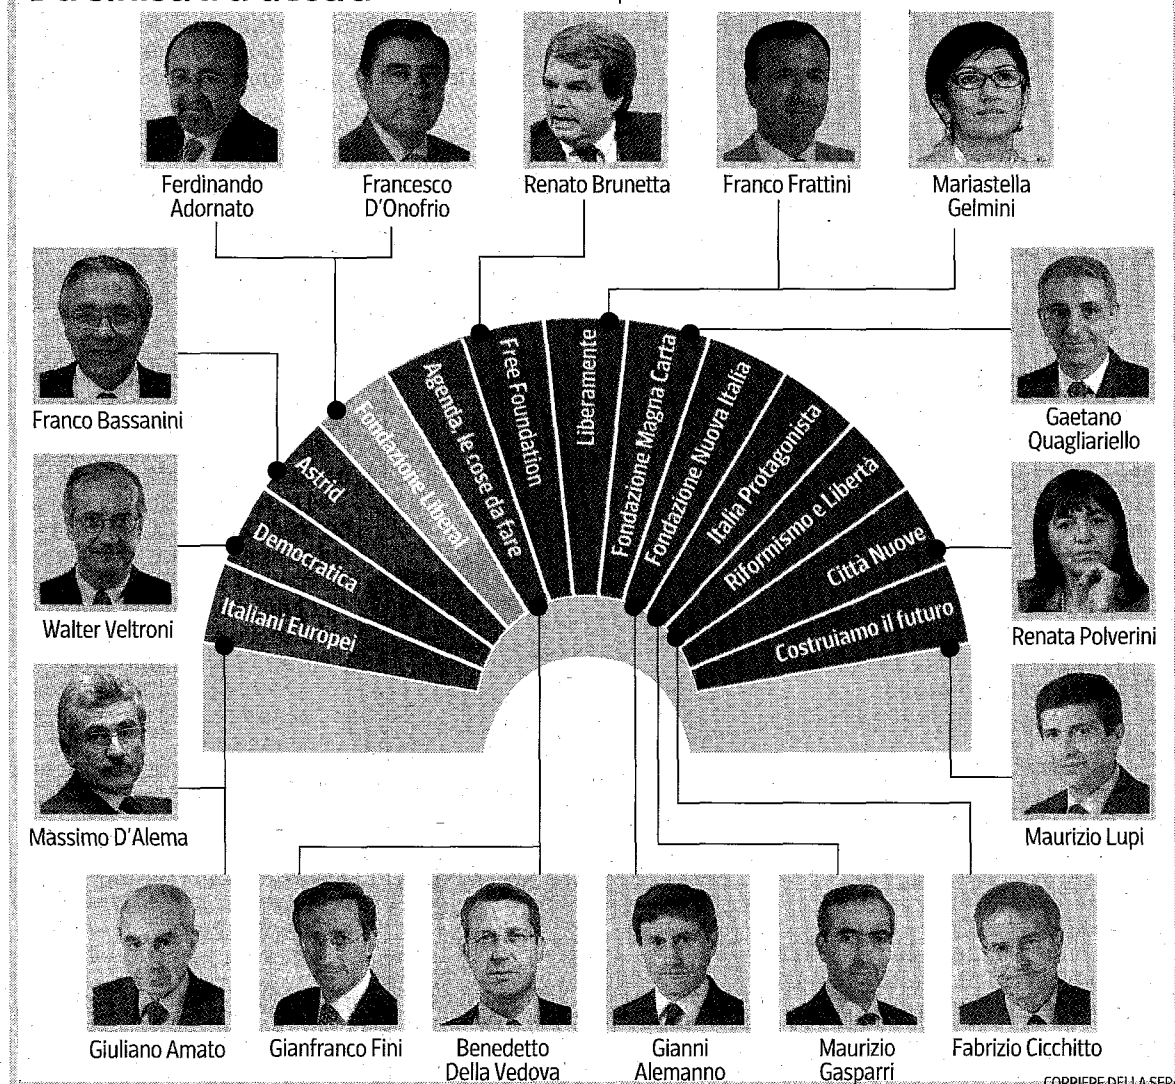 Ferdinando
Adornato
Francesco
D'Onofrio
Renato Brunetta
Franco Frattini
Mariastella
Gelmini
Franco Bassanini
Walter Veltroni
Massimo D'Alema
Italiani Europei
Democratica
Astrid
Fondazione Liberal
Agenda, le cose da fare
Free Foundation
Liberamente
Fondazione Magna Carta
Fondazione Nuova Italia
Italia Protagonista
Riformismo e Libertà
Città Nuove
Costruiamo il futuro
Gaetano
Quagliariello
Renata Polverini
Maurizio Lupi
Giuliano Amato
Gianfranco Fini
Benedetto
Della Vedova
Gianni
Alemanno
Maurizio
Gasparri
Fabrizio Cicchitto
CORRIERE DELLA SER